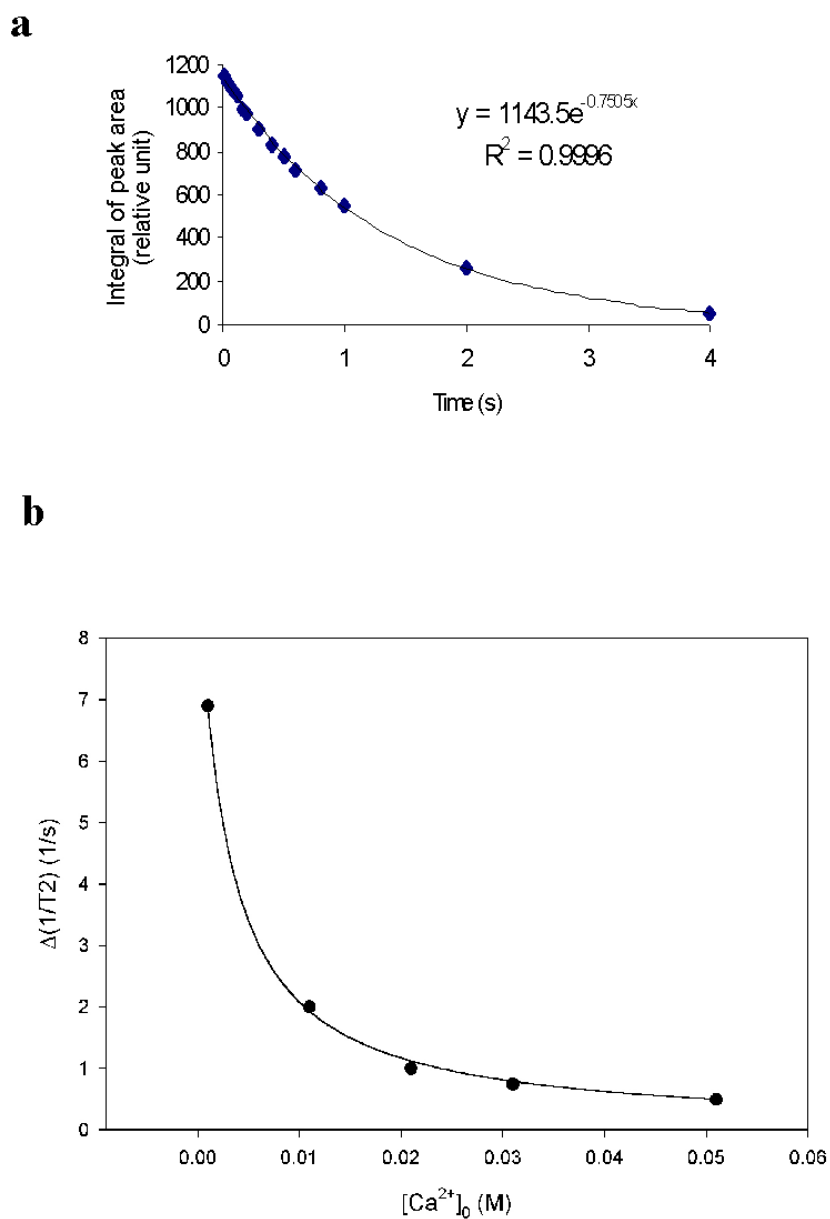 a
Integral of peak area
(relative unit)
1200
1000
800
600
400
200
0
y = 1143.5e^-0.7505x
R² = 0.9996
0 1 2 3 4
Time (s)
b
Δ(1/T2) (1/s)
8
7
6
5
4
3
2
1
0
0.00 0.01 0.02 0.03 0.04 0.05 0.06
[Ca²⁺]₀ (M)